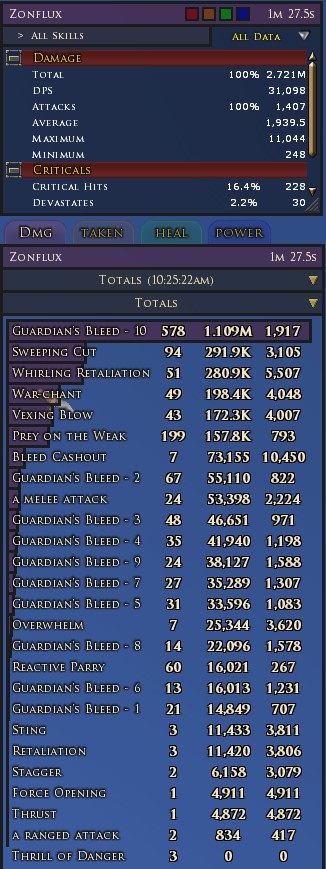 Zonflux 1m 27.5s
> All Skills All Data
Damage
Total 100% 2.721M
DPS 31,098
Attacks 100% 1,407
Average 1,939.5
Maximum 11,044
Minimum 248
Criticals
Critical Hits 16.4% 228
Devastates 2.2% 30
Dmg Taken Heal Power
Zonflux 1m 27.5s
Totals (10:25:22am)
Totals
Guardian's Bleed - 10 578 1.109M 1,917
Sweeping Cut 94 291.9K 3,105
Whirling Retaliation 51 280.9K 5,507
War-chant 49 198.4K 4,048
Vexing Blow 43 172.3K 4,007
Prey on the Weak 199 157.8K 793
Bleed Cashout 7 73,155 10,450
Guardian's Bleed - 2 67 55,110 822
a melee attack 24 53,398 2,224
Guardian's Bleed - 3 48 46,651 971
Guardian's Bleed - 4 35 41,940 1,198
Guardian's Bleed - 9 24 38,127 1,588
Guardian's Bleed - 7 27 35,289 1,307
Guardian's Bleed - 5 31 33,596 1,083
Overwhelm 7 25,344 3,620
Guardian's Bleed - 8 14 22,096 1,578
Reactive Parry 60 16,021 267
Guardian's Bleed - 6 13 16,013 1,231
Guardian's Bleed - 1 21 14,849 707
Sting 3 11,433 3,811
Retaliation 3 11,420 3,806
Stagger 2 6,158 3,079
Force Opening 1 4,911 4,911
Thrust 1 4,872 4,872
a ranged attack 2 834 417
Thrill of Danger 3 0 0